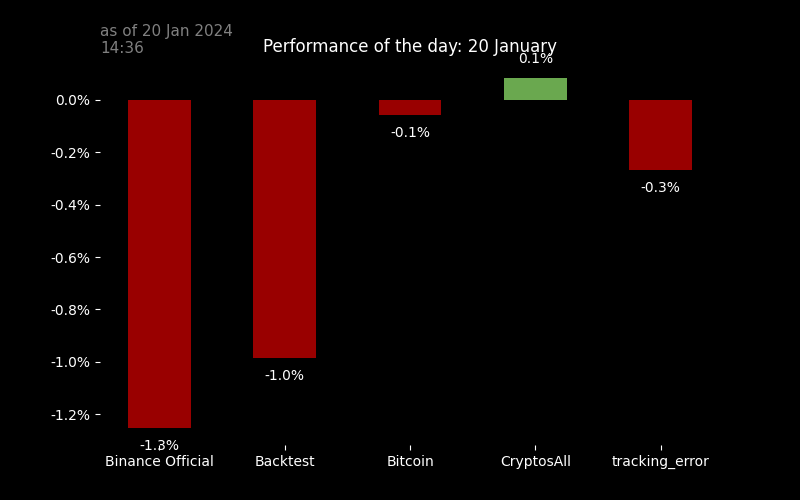 as of 20 Jan 2024
14:36
Performance of the day: 20 January
0.1%
0.0%
-0.1%
-0.2%
-0.3%
-0.4%
-0.6%
-0.8%
-1.0%
-1.0%
-1.2%
-1.3%
Binance Official
Backtest
Bitcoin
CryptosAll
tracking_error